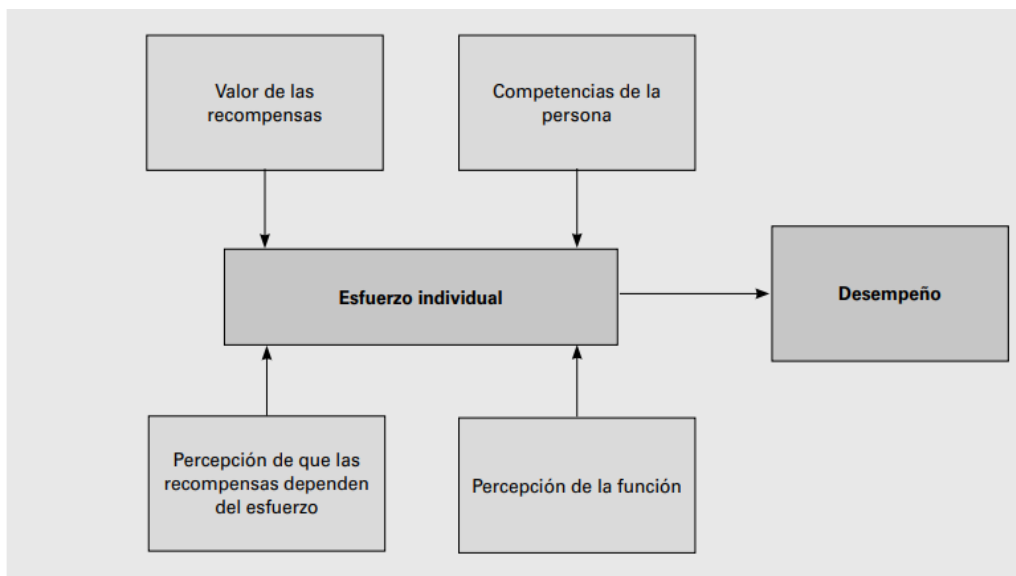 Valor de las
recompensas
Competencias de la
persona
Esfuerzo individual
Desempeño
Percepción de que las
recompensas dependen
del esfuerzo
Percepción de la función